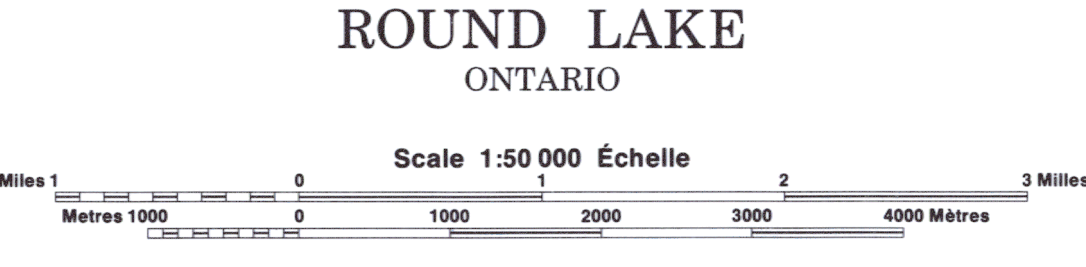 ROUND LAKE
ONTARIO
Scale 1:50 000 Échelle
Miles 1 0 1 2 3 Milles
Metres 1000 0 1000 2000 3000 4000 Mètres